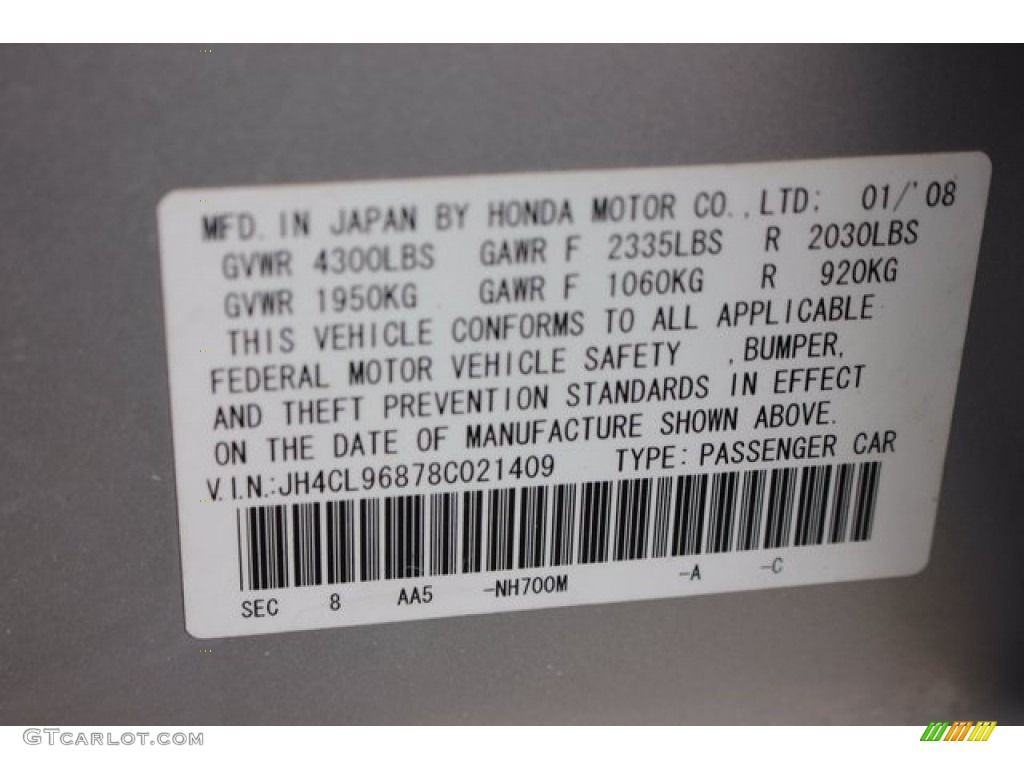 MFD. IN JAPAN BY HONDA MOTOR CO., LTD: 01/'08
GVWR 4300LBS GAWR F 2335LBS R 2030LBS
GVWR 1950KG GAWR F 1060KG R 920KG
THIS VEHICLE CONFORMS TO ALL APPLICABLE
FEDERAL MOTOR VEHICLE SAFETY , BUMPER,
AND THEFT PREVENTION STANDARDS IN EFFECT
ON THE DATE OF MANUFACTURE SHOWN ABOVE.
V.I.N.:JH4CL96878C021409 TYPE: PASSENGER CAR
SEC 8 AA5 -NH700M -A -C
GTCARLOT.COM